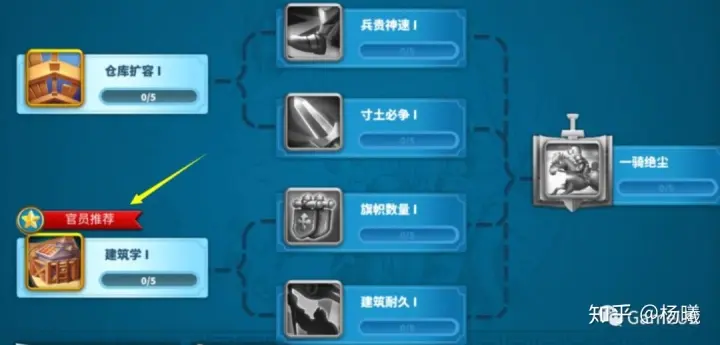 兵贵神速 I
仓库扩容 I
0/5
寸土必争 I
一骑绝尘
官员推荐
旗帜数量 I
建筑学 I
0/5
建筑耐久 I
知乎 @杨曦